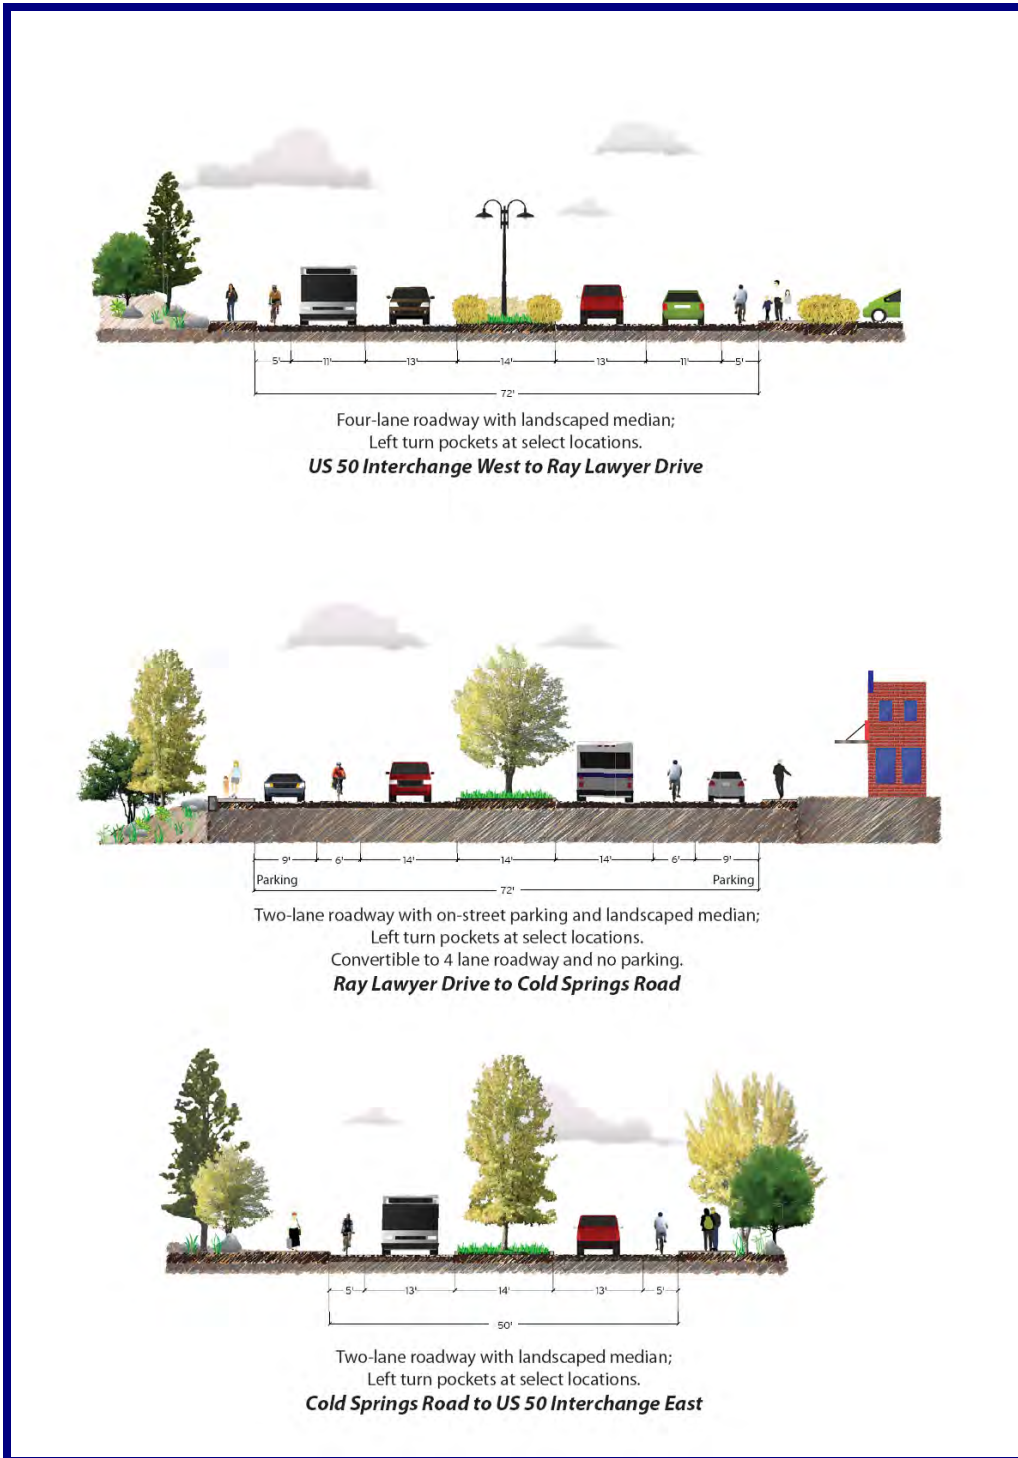 5' 11' 13' 14' 13' 11' 5'
72'
Four-lane roadway with landscaped median;
Left turn pockets at select locations.
US 50 Interchange West to Ray Lawyer Drive
9' 6' 14' 14' 14' 6' 9'
Parking Parking
72'
Two-lane roadway with on-street parking and landscaped median;
Left turn pockets at select locations.
Convertible to 4 lane roadway and no parking.
Ray Lawyer Drive to Cold Springs Road
5' 13' 14' 13' 5'
50'
Two-lane roadway with landscaped median;
Left turn pockets at select locations.
Cold Springs Road to US 50 Interchange East